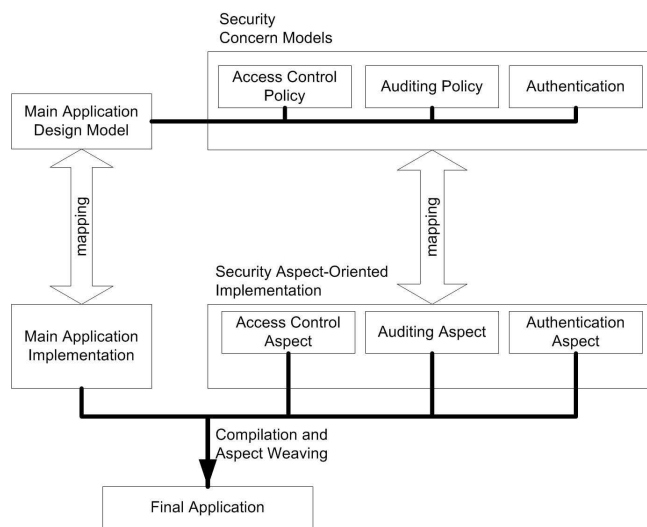 Security
Concern Models
Access Control
Policy
Auditing Policy
Authentication
Main Application
Design Model
mapping
mapping
Security Aspect-Oriented
Implementation
Main Application
Implementation
Access Control
Aspect
Auditing Aspect
Authentication
Aspect
Compilation and
Aspect Weaving
Final Application